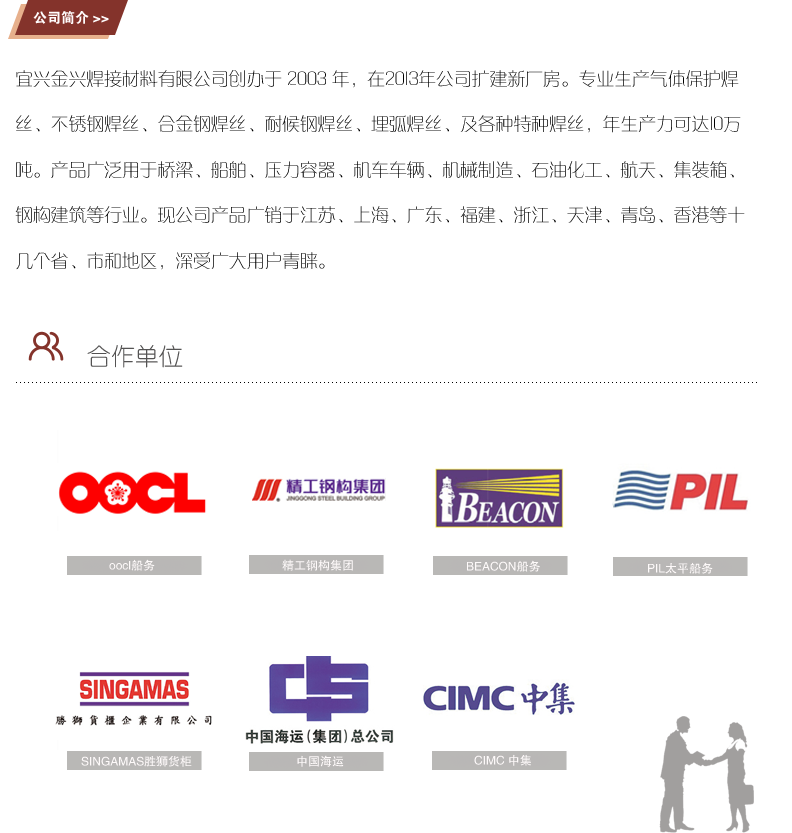 公司简介 >>
宜兴金兴焊接材料有限公司创办于 2003 年，在2013年公司扩建新厂房。专业生产气体保护焊
丝、不锈钢焊丝、合金钢焊丝、耐候钢焊丝、埋弧焊丝、及各种特种焊丝，年生产力可达10万
吨。产品广泛用于桥梁、船舶、压力容器、机车车辆、机械制造、石油化工、航天、集装箱、
钢构建筑等行业。现公司产品广销于江苏、上海、广东、福建、浙江、天津、青岛、香港等十
几个省、市和地区，深受广大用户青睐。
合作单位
OOCL
精工钢构集团
JINGGONG STEEL BUILDING GROUP
BEACON
PIL
oocl船务
精工钢构集团
BEACON船务
PIL太平船务
SINGAMAS
勝獅貨櫃企業有限公司
中国海运(集团)总公司
CIMC 中集
SINGAMAS胜狮货柜
中国海运
CIMC 中集